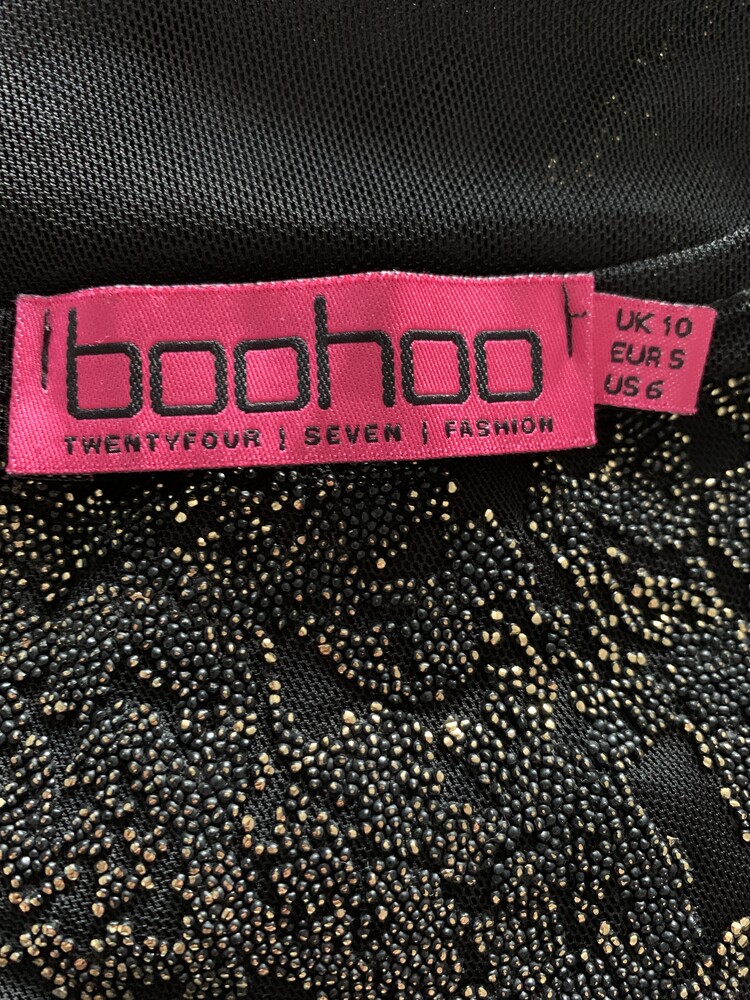 boohoo
TWENTYFOUR | SEVEN | FASHION
UK 10
EUR S
US 6